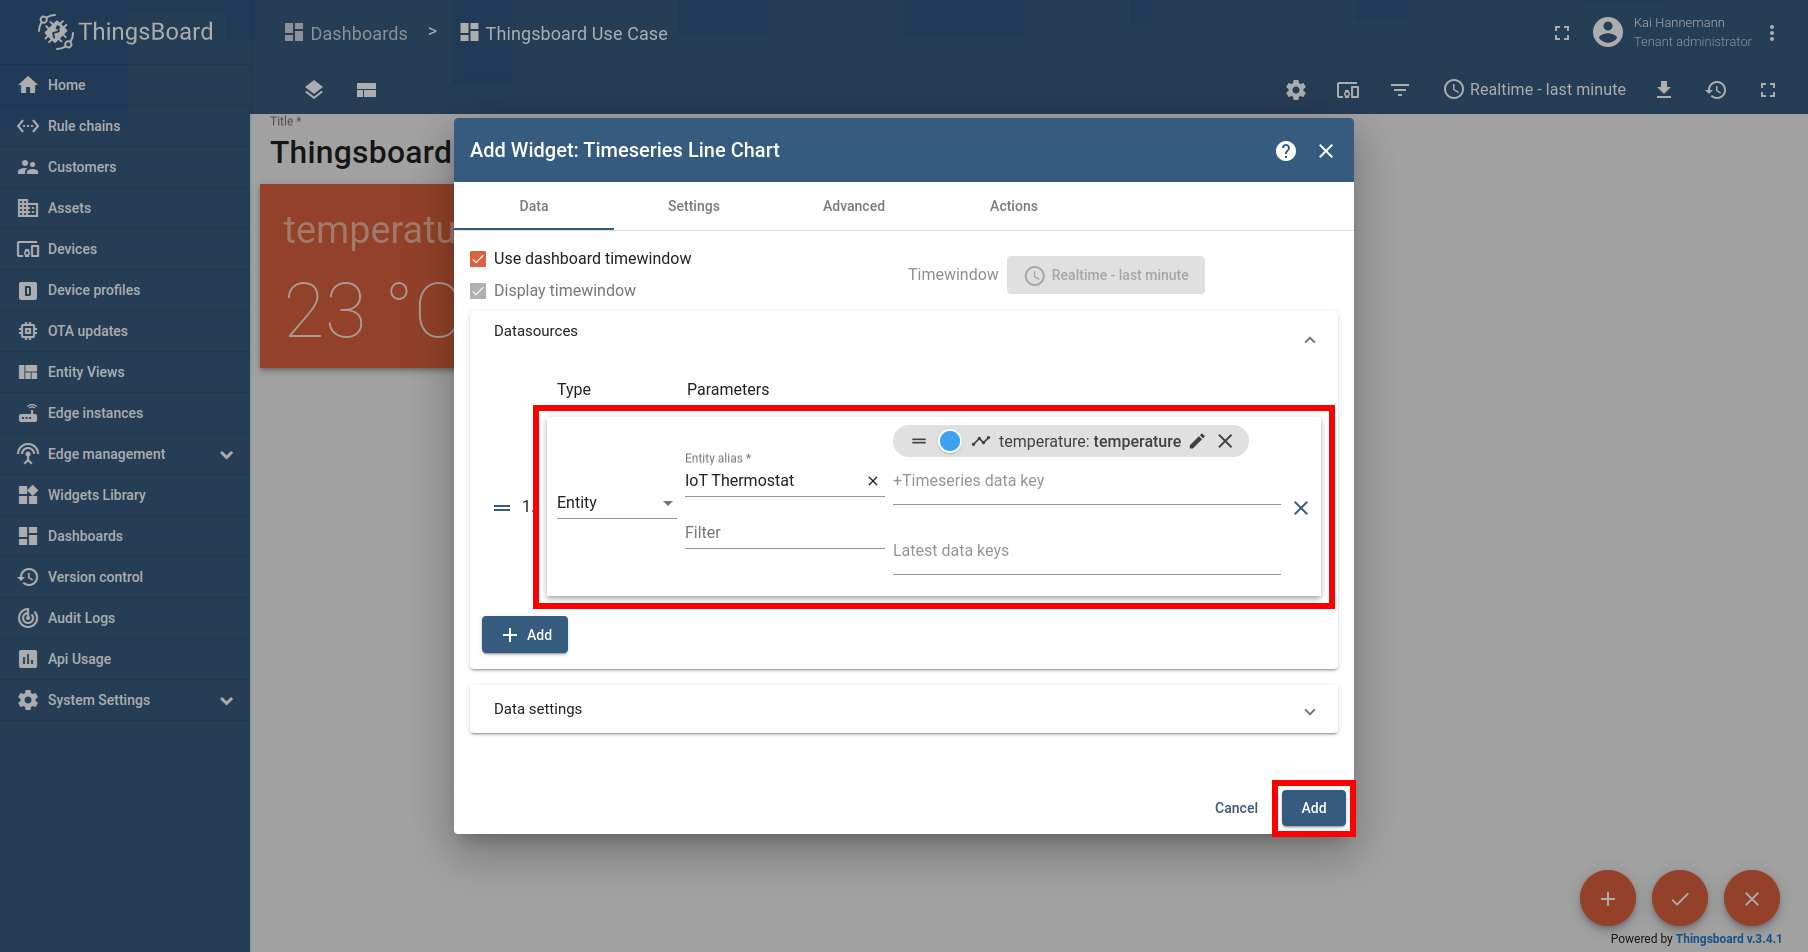 ThingsBoard
Dashboards > Thingsboard Use Case
Kai Hannemann
Tenant administrator
Realtime - last minute
Home
Rule chains
Customers
Assets
Devices
Device profiles
OTA updates
Entity Views
Edge instances
Edge management
Widgets Library
Dashboards
Version control
Audit Logs
Api Usage
System Settings
Title *
Thingsboard
temperatu
23 °C
Add Widget: Timeseries Line Chart
Data Settings Advanced Actions
Use dashboard timewindow
Display timewindow
Timewindow Realtime - last minute
Datasources
Type Parameters
1.
Entity
Entity alias *
IoT Thermostat
Filter
temperature: temperature
+Timeseries data key
Latest data keys
Add
Data settings
Cancel Add
Powered by Thingsboard v.3.4.1